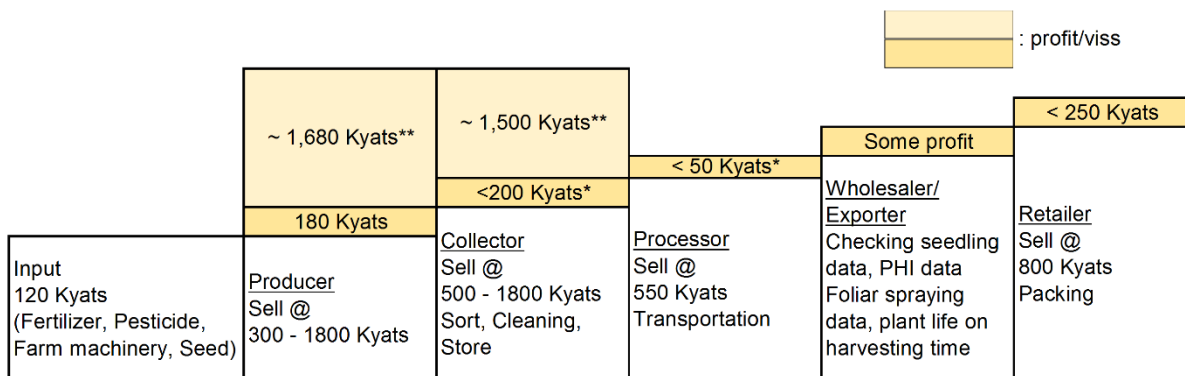 : profit/viss
~ 1,680 Kyats**
~ 1,500 Kyats**
< 250 Kyats
Some profit
< 50 Kyats*
<200 Kyats*
180 Kyats
Input
120 Kyats
(Fertilizer, Pesticide,
Farm machinery, Seed)
Producer
Sell @
300 - 1800 Kyats
Collector
Sell @
500 - 1800 Kyats
Sort, Cleaning,
Store
Processor
Sell @
550 Kyats
Transportation
Wholesaler/
Exporter
Checking seedling
data, PHI data
Foliar spraying
data, plant life on
harvesting time
Retailer
Sell @
800 Kyats
Packing